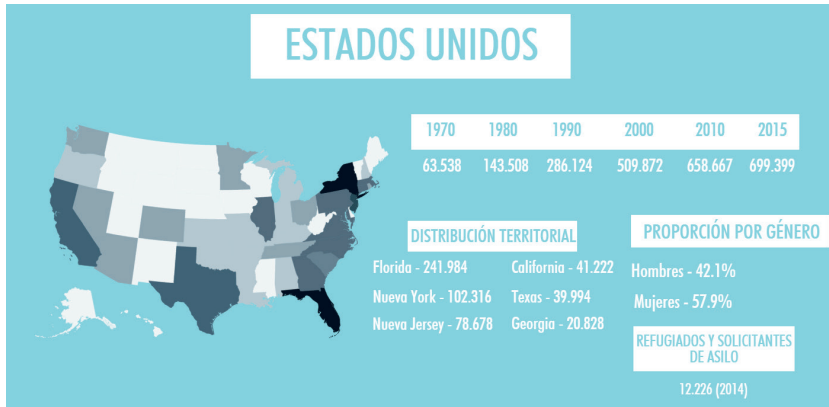 ESTADOS UNIDOS
1970 1980 1990 2000 2010 2015
63.538 143.508 286.124 509.872 658.667 699.399
DISTRIBUCIÓN TERRITORIAL
Florida - 241.984 California - 41.222
Nueva York - 102.316 Texas - 39.994
Nueva Jersey - 78.678 Georgia - 20.828
PROPORCIÓN POR GÉNERO
Hombres - 42.1%
Mujeres - 57.9%
REFUGIADOS Y SOLICITANTES
DE ASILO
12.226 (2014)